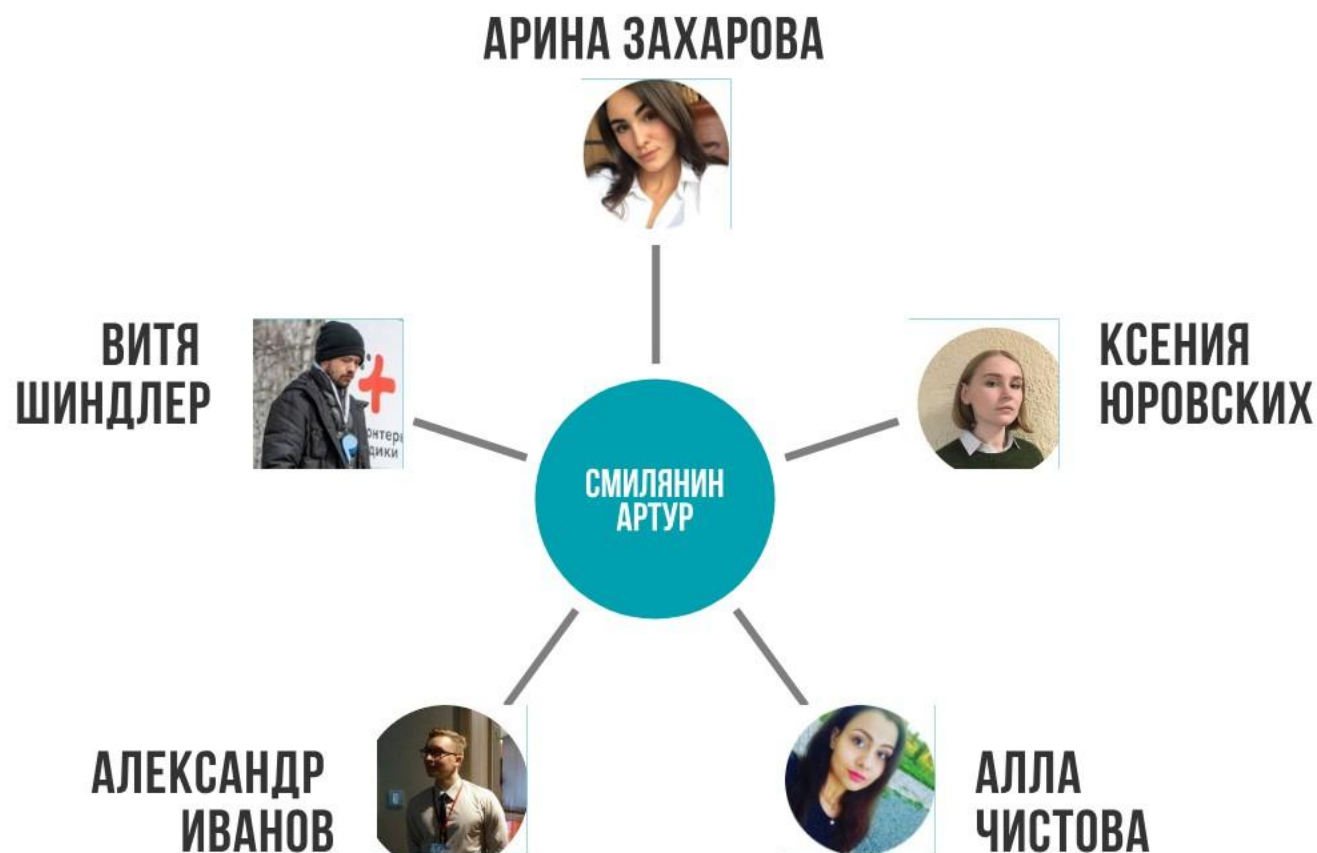 АРИНА ЗАХАРОВА
ВИТЯ
ШИНДЛЕР
КСЕНИЯ
ЮРОВСКИХ
СМИЛЯНИН
АРТУР
АЛЕКСАНДР
ИВАНОВ
АЛЛА
ЧИСТОВА